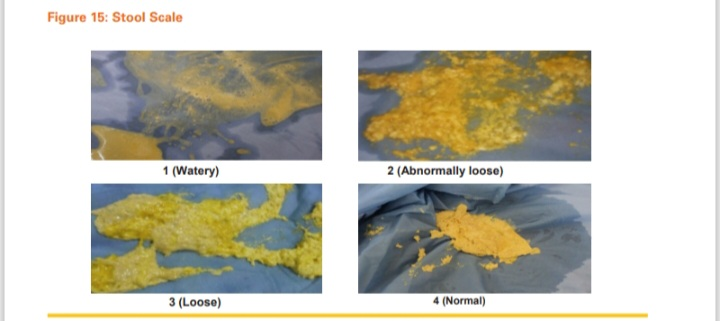 Figure 15: Stool Scale
1 (Watery)
2 (Abnormally loose)
3 (Loose)
4 (Normal)